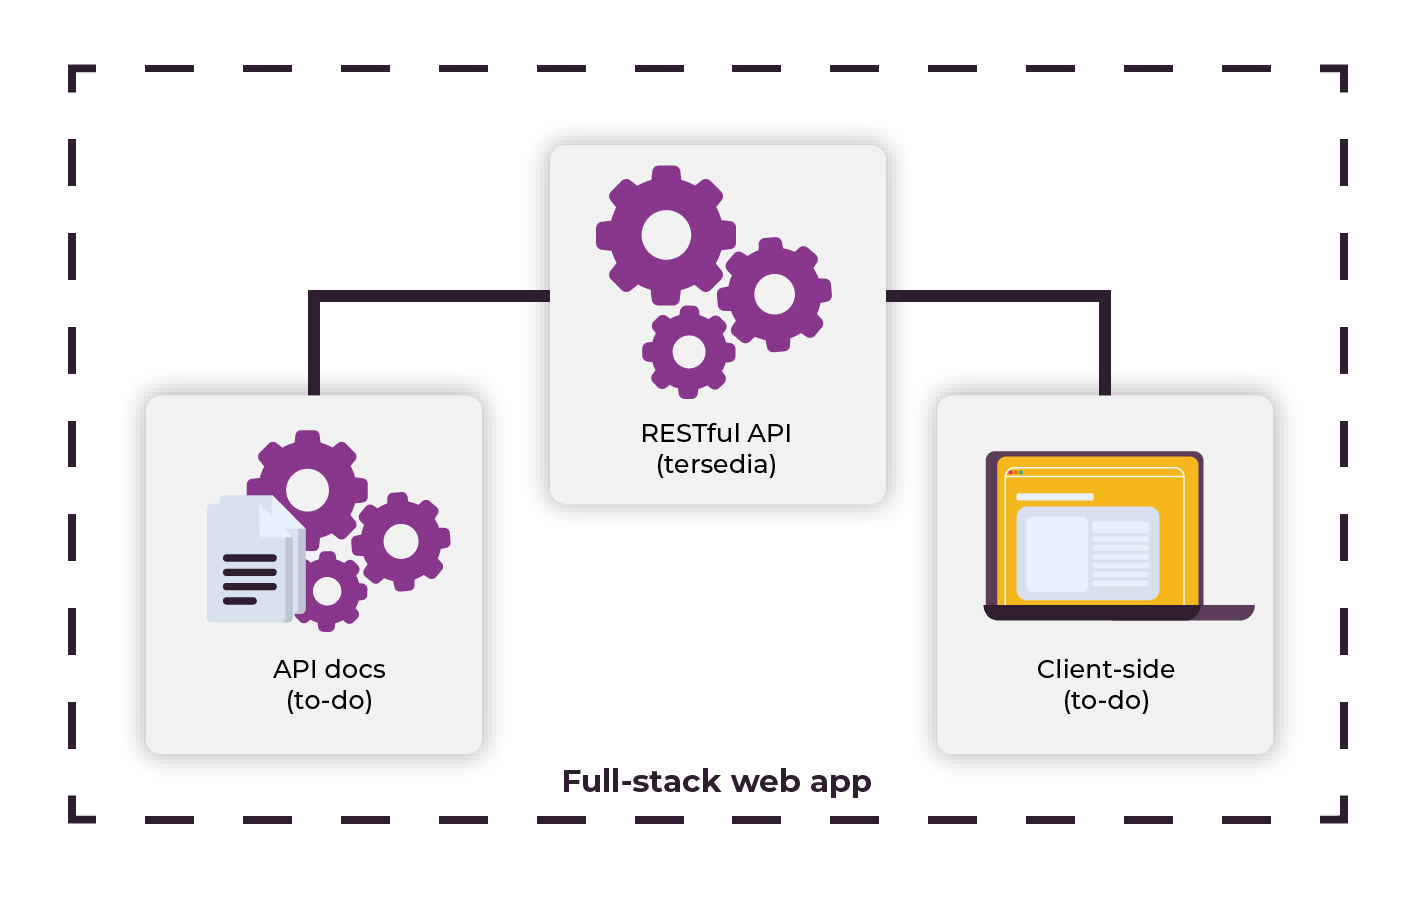 RESTful API
(tersedia)
API docs
(to-do)
Client-side
(to-do)
Full-stack web app